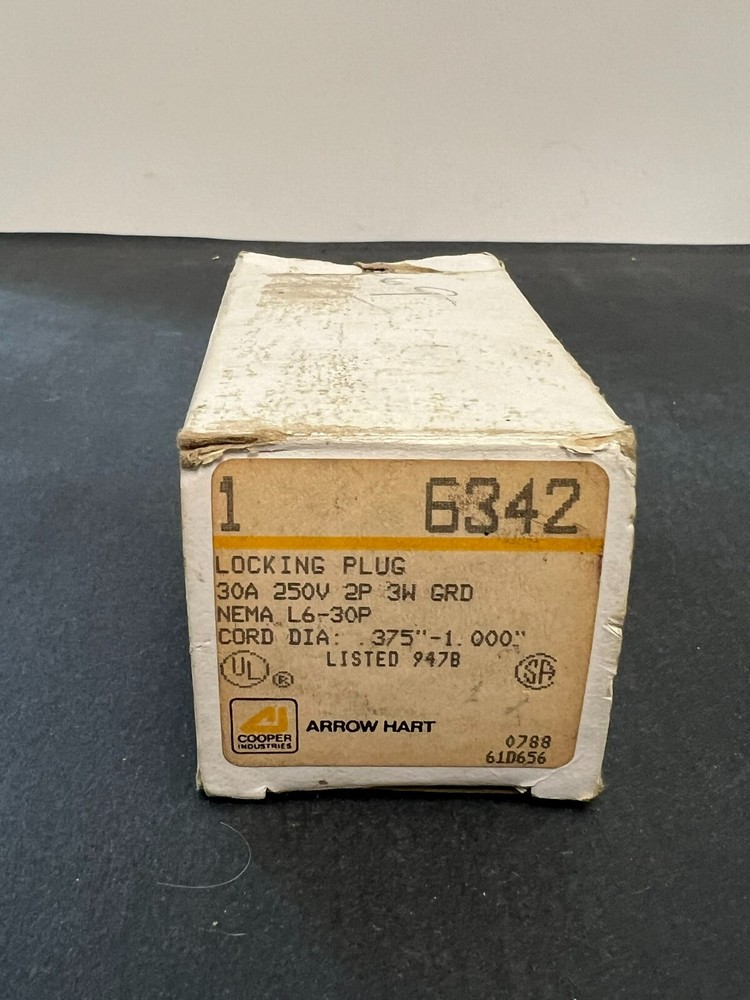 1 6342
LOCKING PLUG
30A 250V 2P 3W GRD
NEMA L6-30P
CORD DIA: .375"-1.000"
LISTED 947B
UL ®
SA
COOPER
INDUSTRIES
ARROW HART
0788
61D656